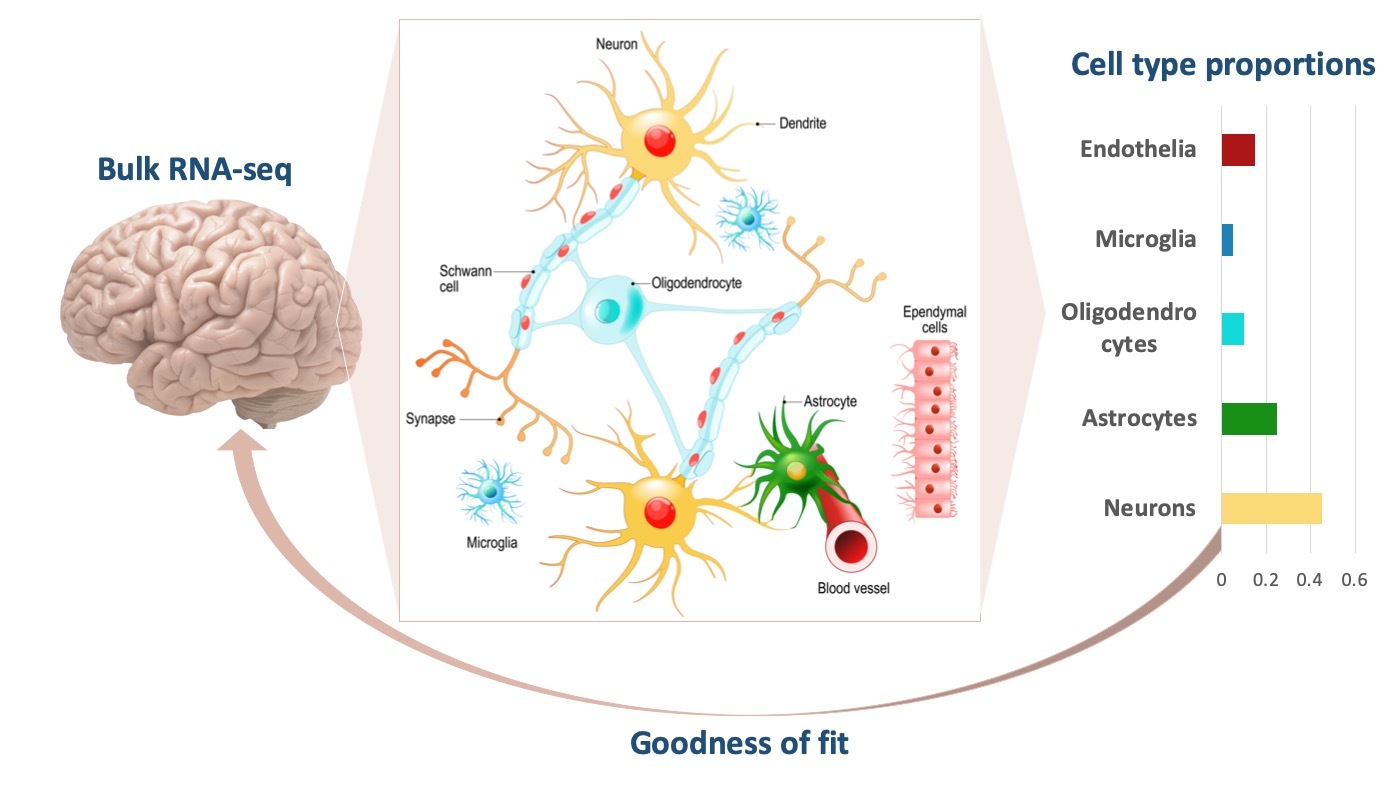 Bulk RNA-seq
Neuron
Dendrite
Schwann
cell
Oligodendrocyte
Ependymal
cells
Synapse
Astrocyte
Microglia
Blood vessel
Cell type proportions
Endothelia
Microglia
Oligodendro
cytes
Astrocytes
Neurons
0 0.2 0.4 0.6
Goodness of fit